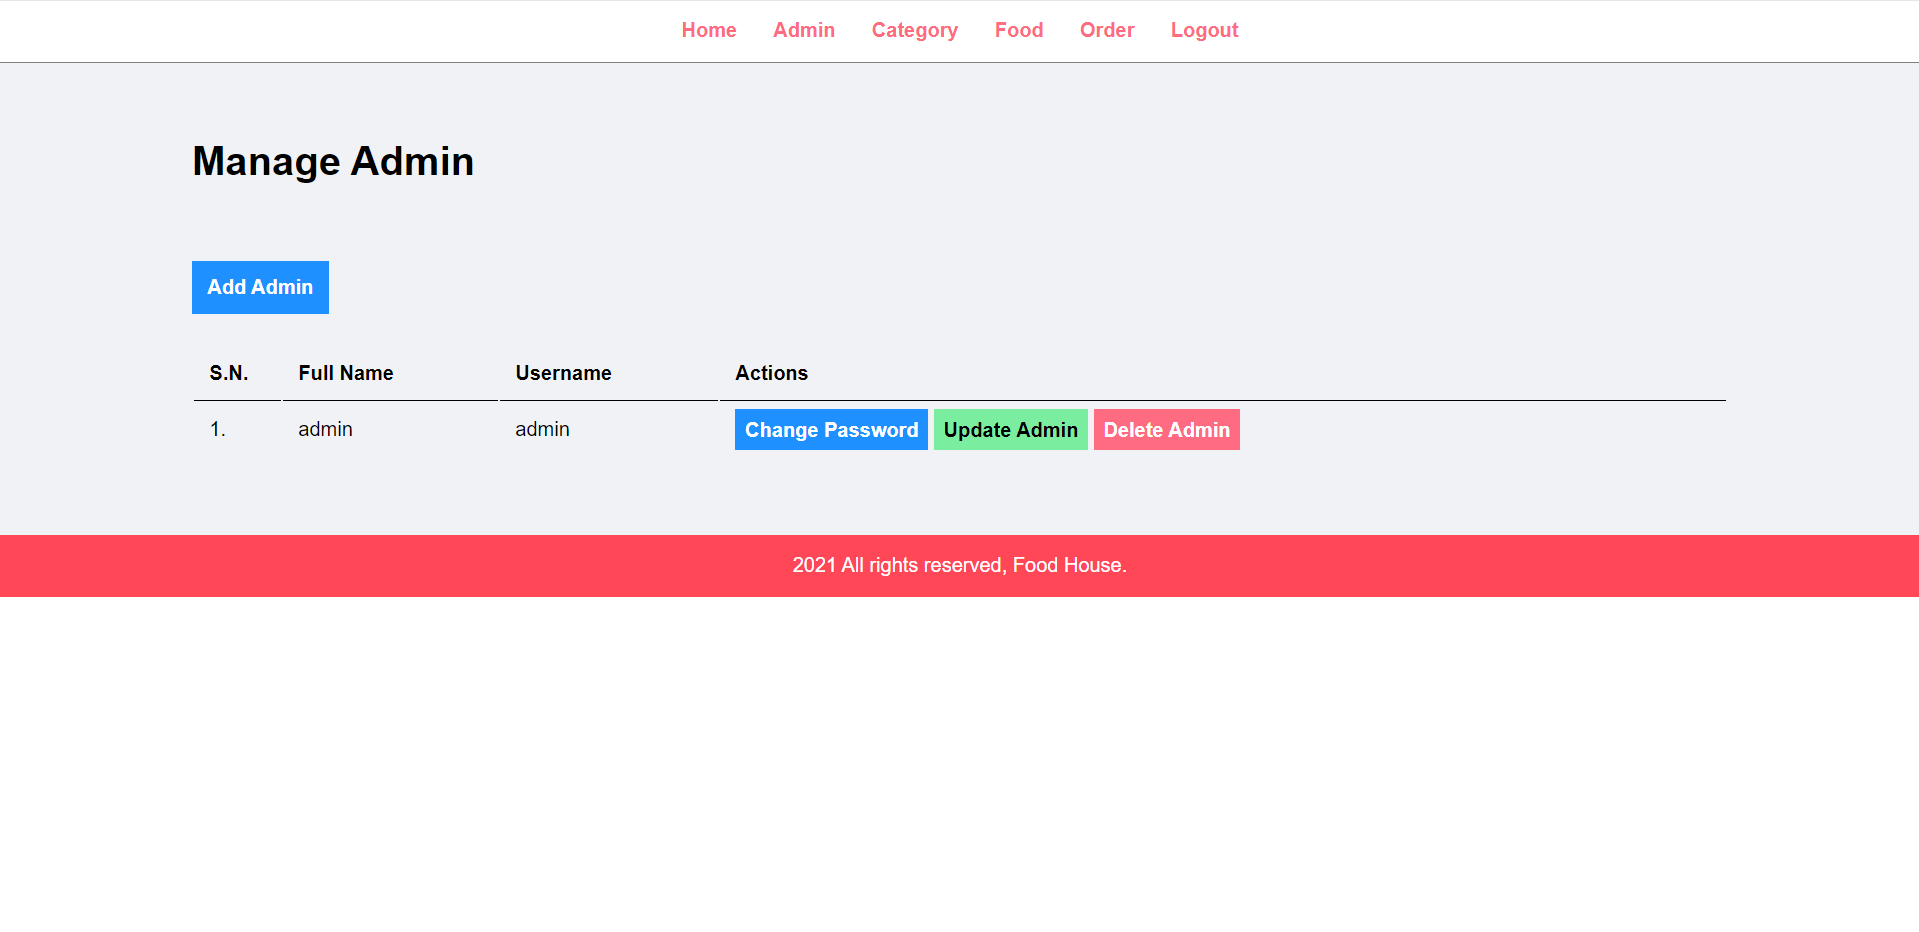 Home Admin Category Food Order Logout
Manage Admin
Add Admin
S.N. Full Name Username Actions
1. admin admin Change Password Update Admin Delete Admin
2021 All rights reserved, Food House.